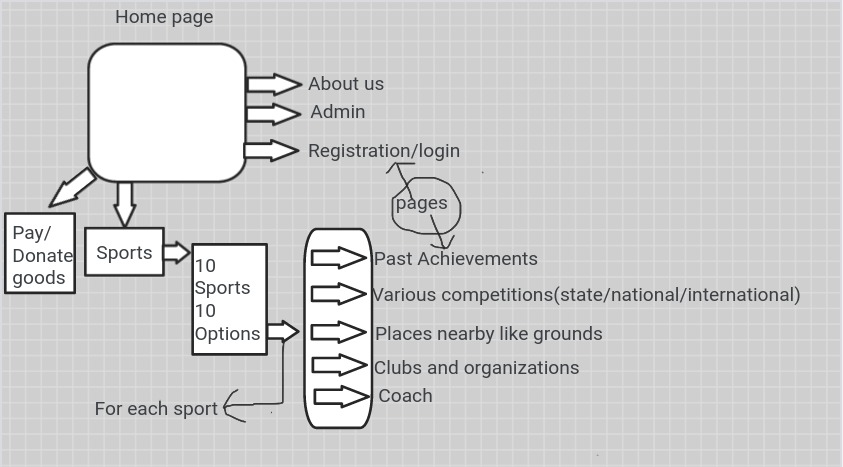 Home page
About us
Admin
Registration/login
pages
Pay/
Donate
goods
Sports
10
Sports
10
Options
Past Achievements
Various competitions(state/national/international)
Places nearby like grounds
Clubs and organizations
Coach
For each sport